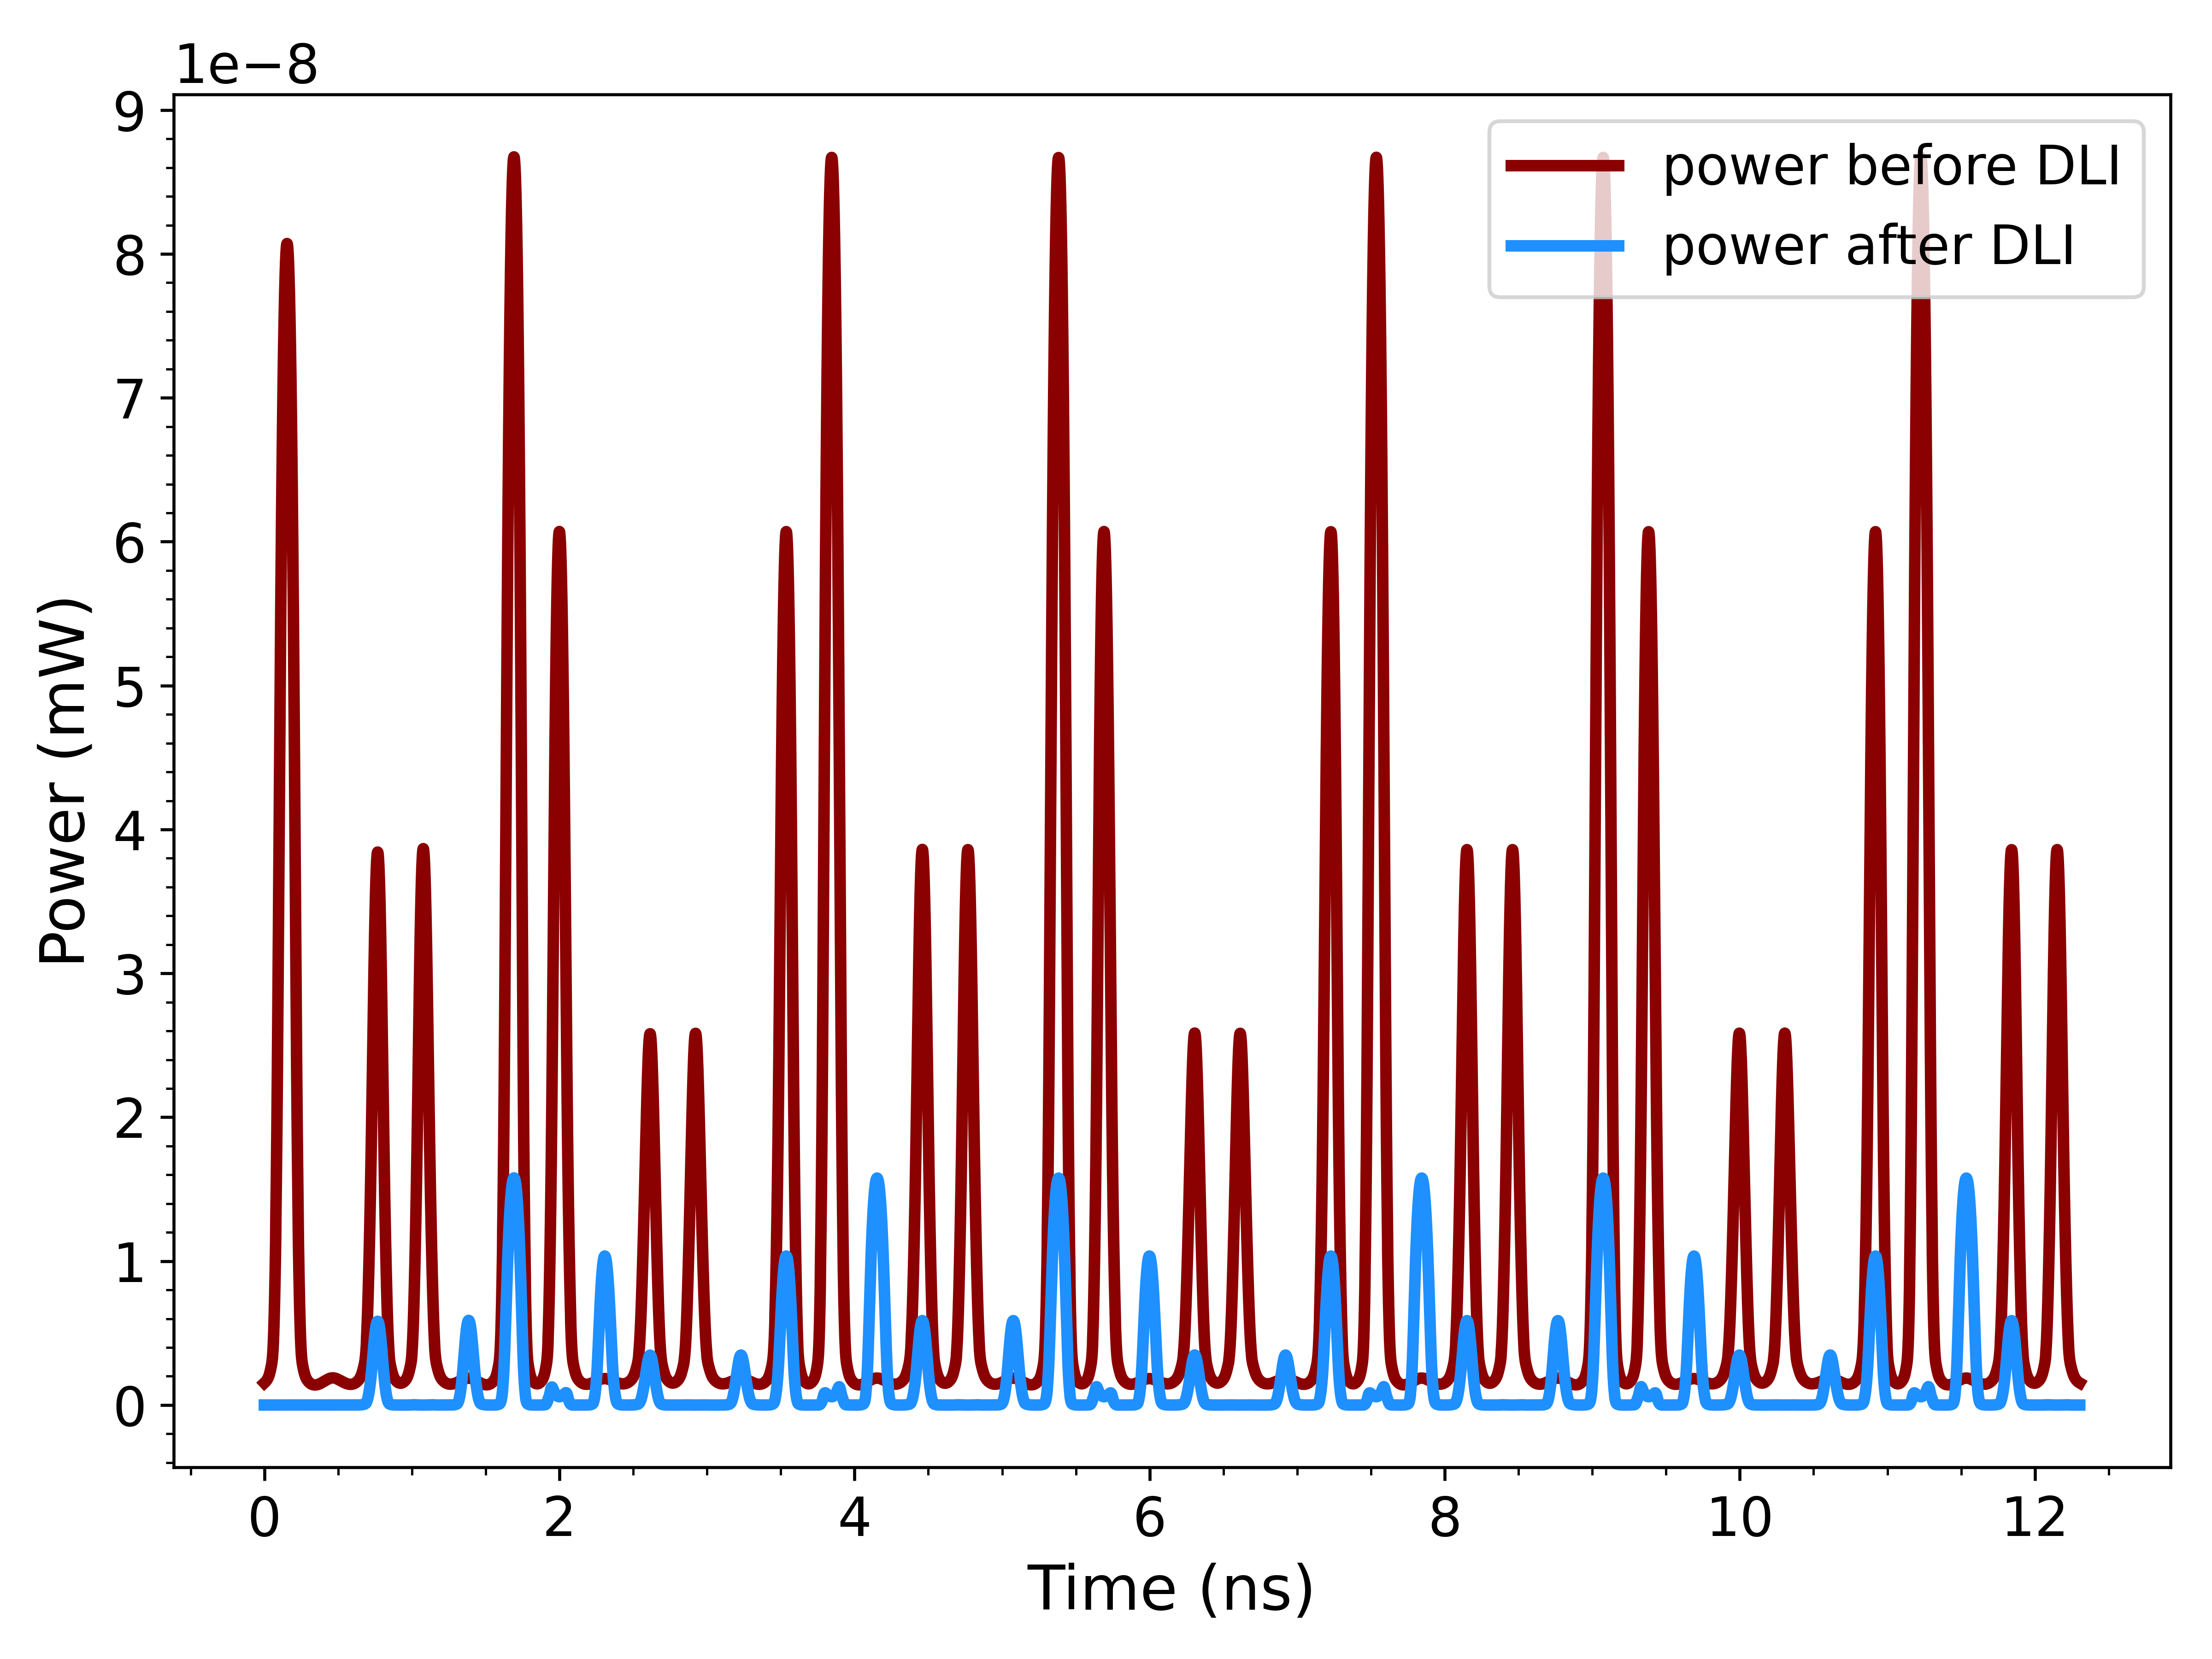 1e−8
power before DLI
power after DLI
9
8
7
6
5
4
3
2
1
0
Power (mW)
0 2 4 6 8 10 12
Time (ns)